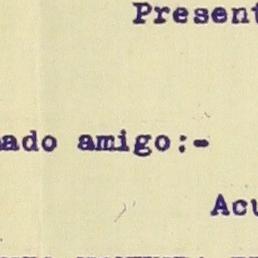 Present
ado amigo:-
Acu